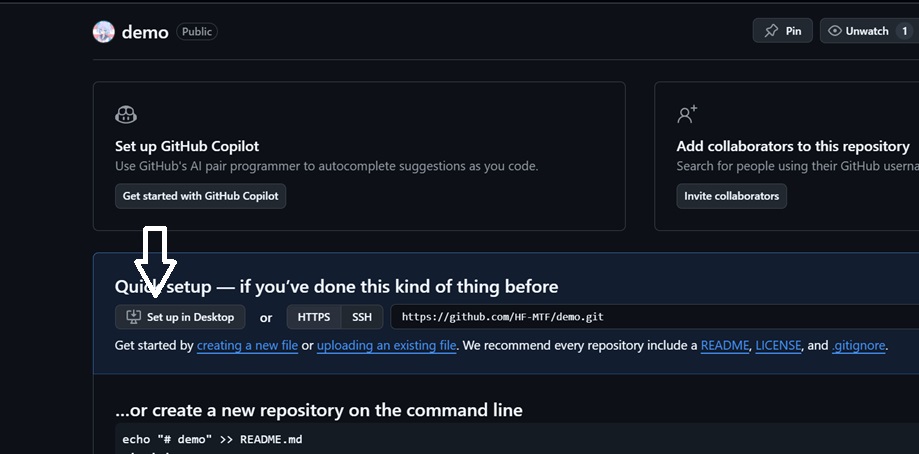 demo Public Pin Unwatch 1
Set up GitHub Copilot
Use GitHub's AI pair programmer to autocomplete suggestions as you code.
Get started with GitHub Copilot
Add collaborators to this repository
Search for people using their GitHub
Invite collaborators
Quick setup — if you've done this kind of thing before
Set up in Desktop or HTTPS SSH https://github.com/HF-MTF/demo.git
Get started by creating a new file or uploading an existing file. We recommend every repository include a README, LICENSE, and .gitignore.
...or create a new repository on the command line
echo "# demo" >> README.md